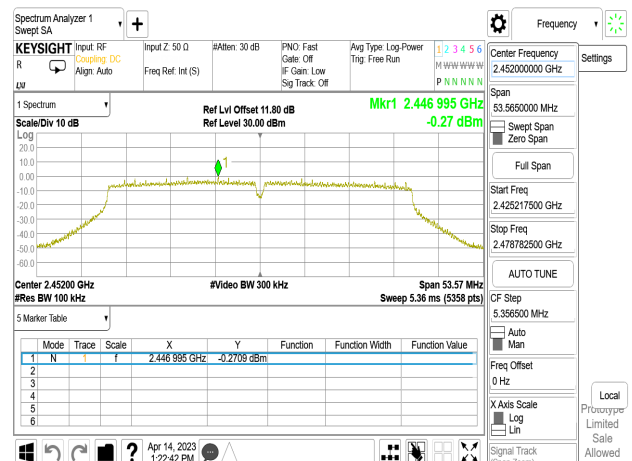 Spectrum Analyzer 1
Swept SA
Frequency
KEYSIGHT
R
Input: RF
Coupling: DC
Align: Auto
Input Z: 50 Ω
Freq Ref: Int (S)
#Atten: 30 dB
PNO: Fast
Gate: Off
IF Gain: Low
Sig Track: Off
Avg Type: Log-Power
Trig: Free Run
1 2 3 4 5 6
M W W W W W
P N N N N N
1 Spectrum
Scale/Div 10 dB
Ref Lvl Offset 11.80 dB
Ref Level 30.00 dBm
Mkr1 2.446 995 GHz
-0.27 dBm
Log
20.0
10.0
0.00
-10.0
-20.0
-30.0
-40.0
-50.0
-60.0
1
Center 2.45200 GHz
#Video BW 300 kHz
Span 53.57 MHz
#Res BW 100 kHz
Sweep 5.36 ms (5358 pts)
5 Marker Table
Mode Trace Scale X Y Function Function Width Function Value
1 N 1 f 2.446 995 GHz -0.2709 dBm
2
3
4
5
6
Apr 14, 2023
1:22:42 PM
Center Frequency
2.452000000 GHz
Settings
Span
53.5650000 MHz
Swept Span
Zero Span
Full Span
Start Freq
2.425217500 GHz
Stop Freq
2.478782500 GHz
AUTO TUNE
CF Step
5.356500 MHz
Auto
Man
Freq Offset
0 Hz
X Axis Scale
Log
Lin
Signal Track
(Span Zoom)
Local
Prototype
Limited
Sale
Allowed